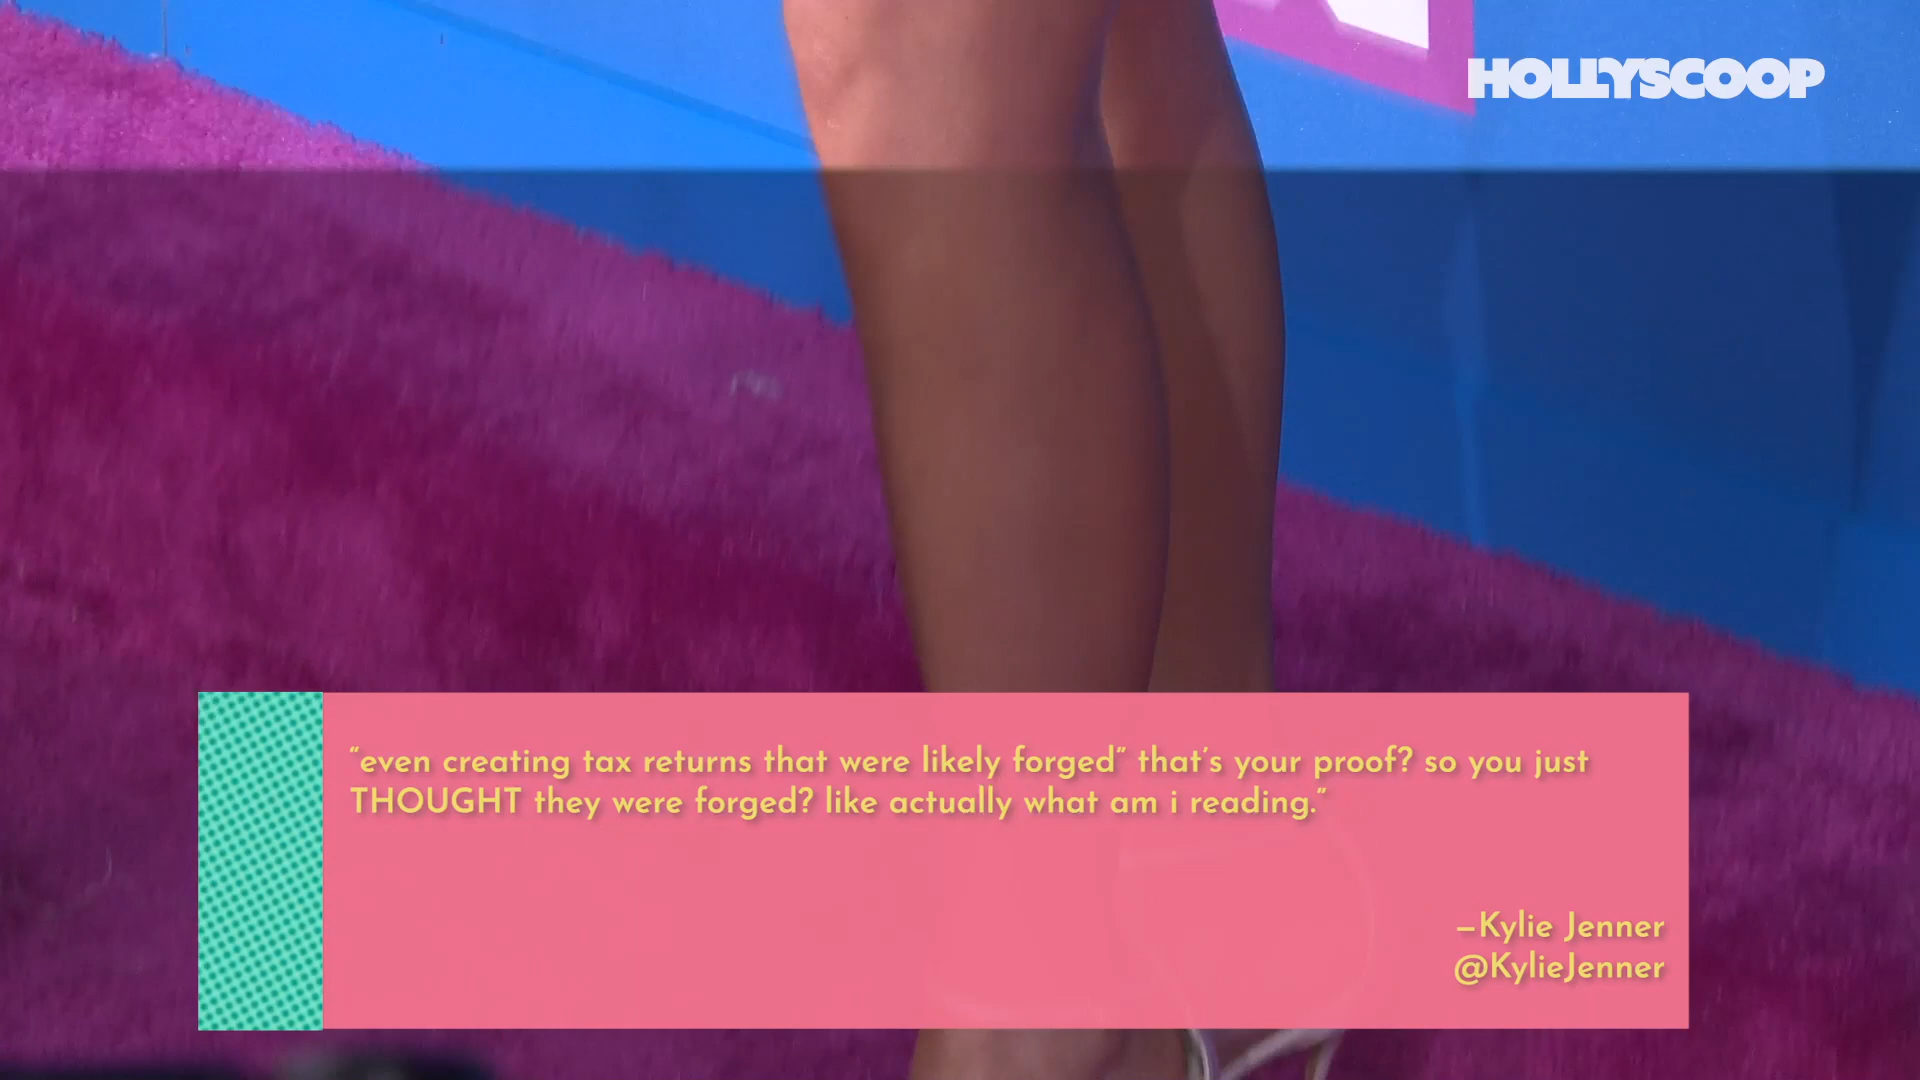 HOLLYSCOOP
“even creating tax returns that were likely forged” that’s your proof? so you just
THOUGHT they were forged? like actually what am i reading.”
–Kylie Jenner
@KylieJenner